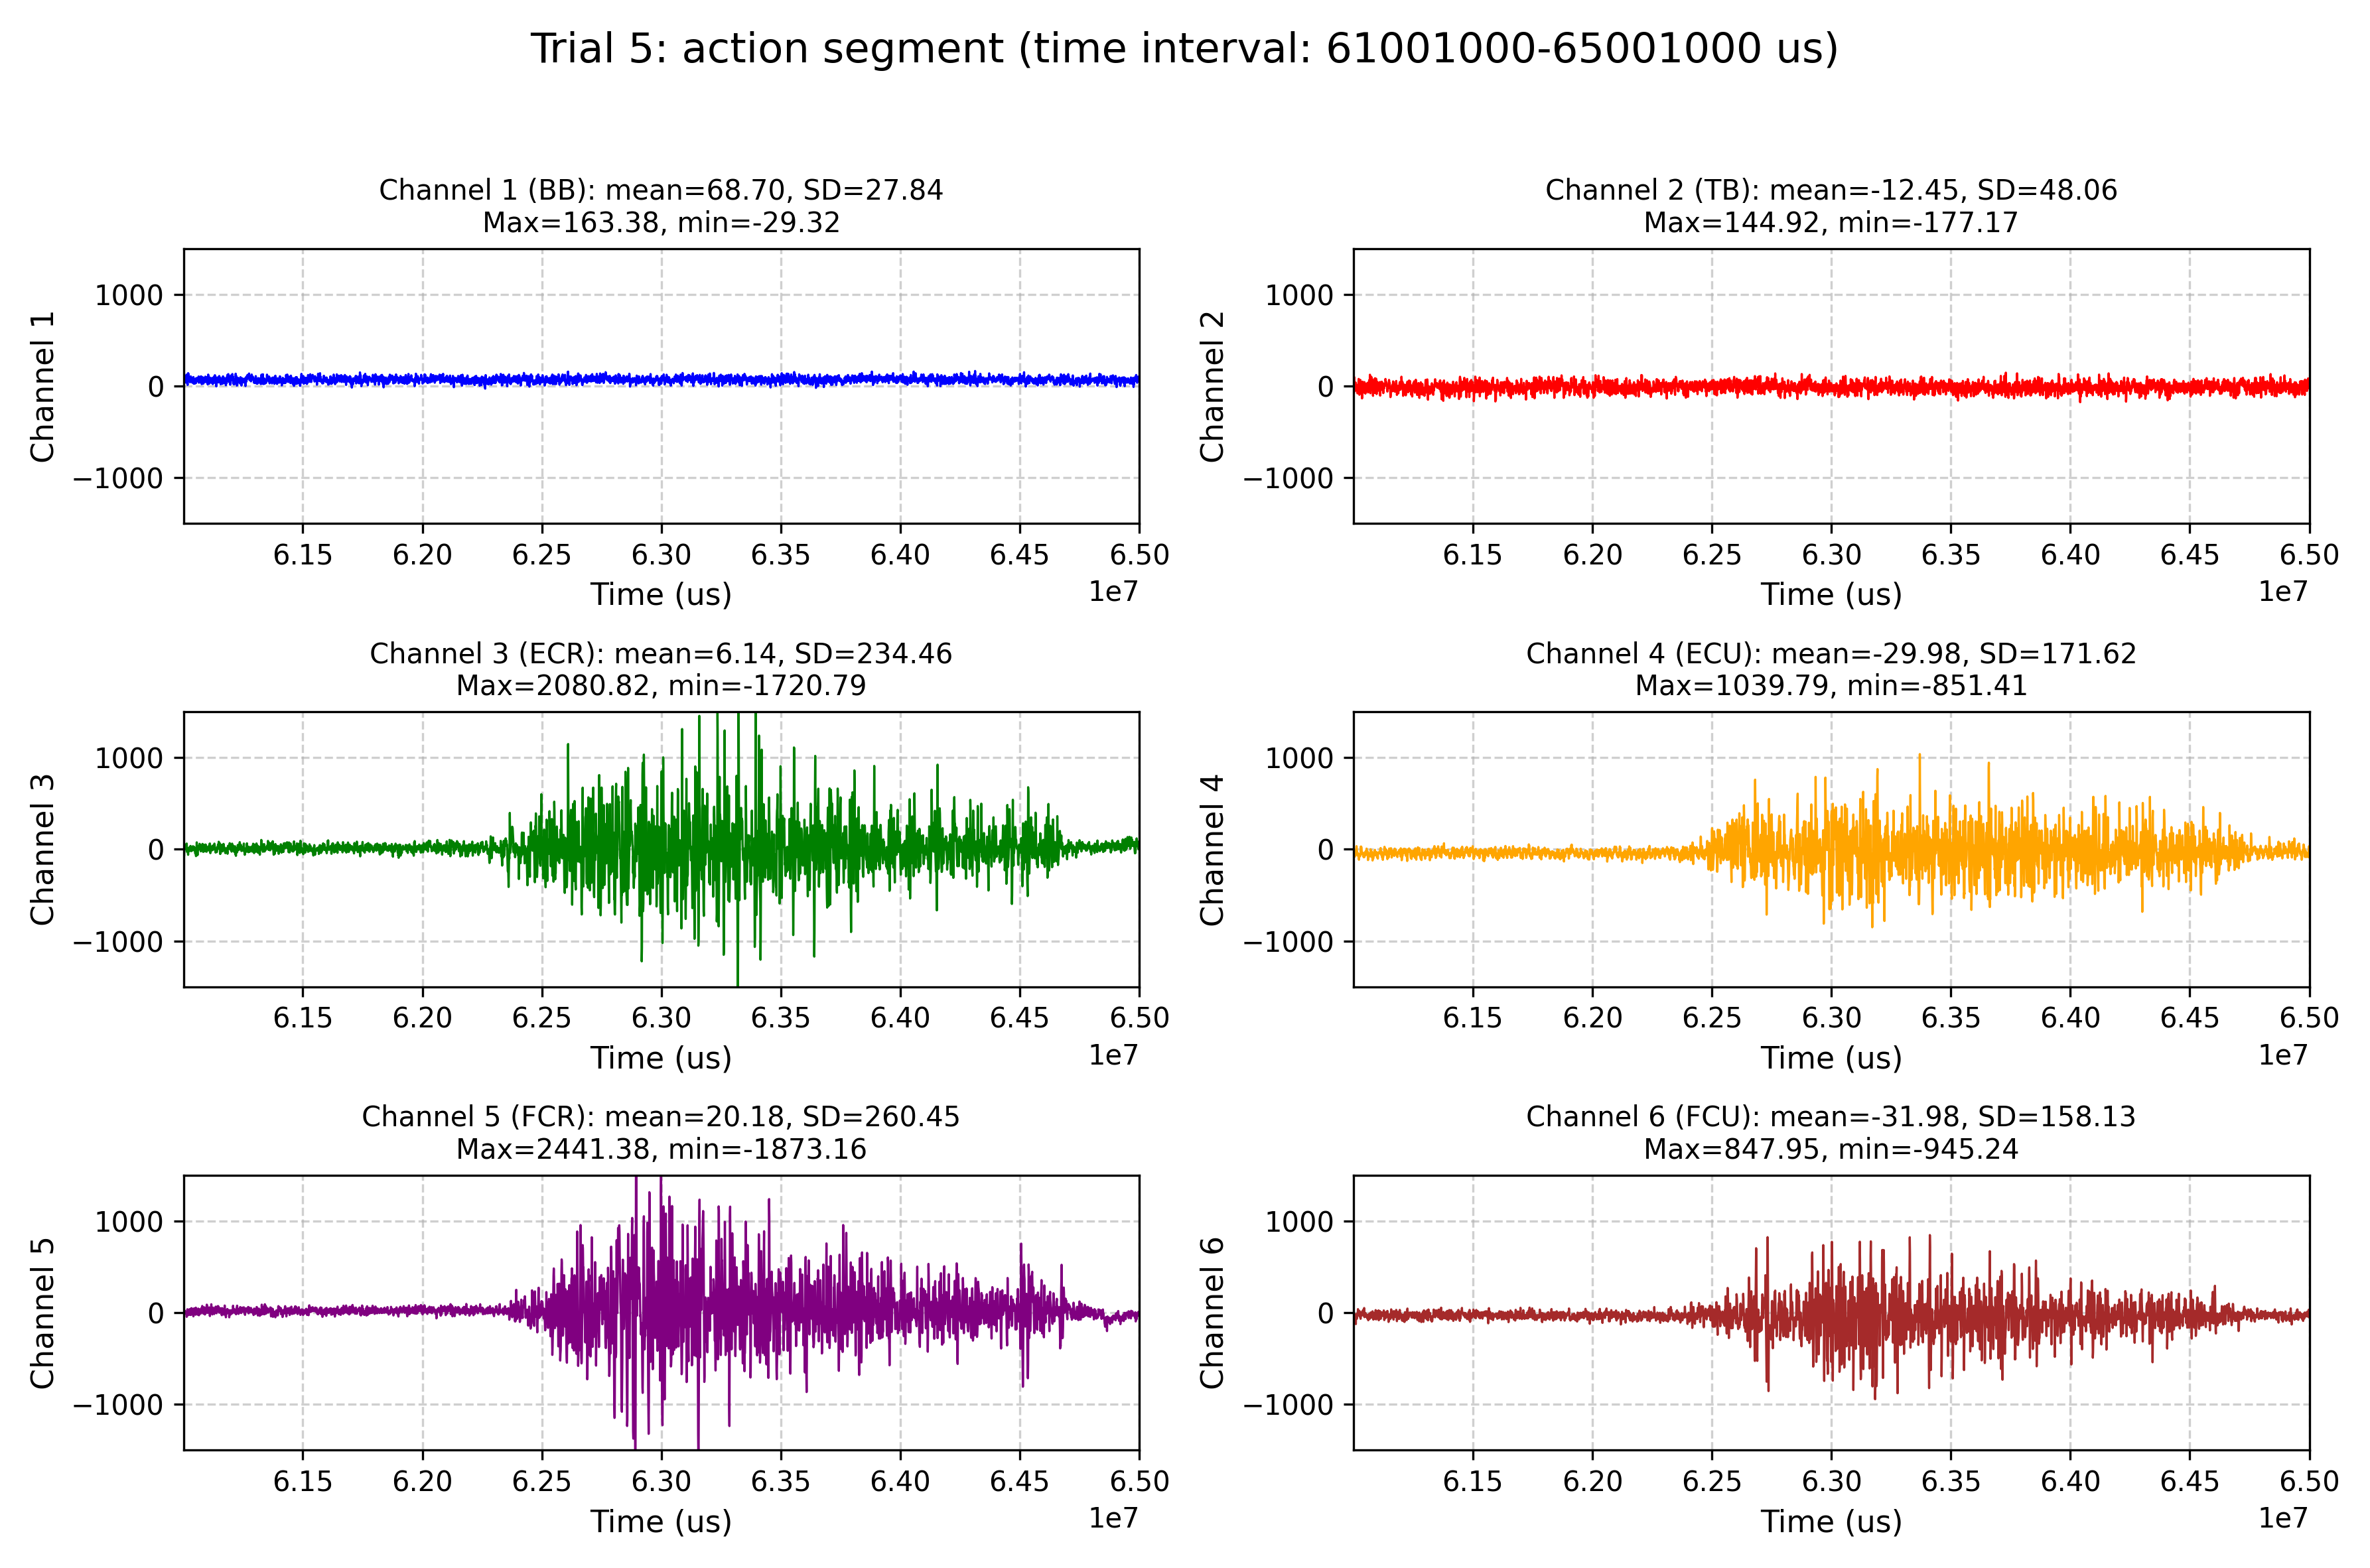 Trial 5: action segment (time interval: 61001000-65001000 us)
Channel 1 (BB): mean=68.70, SD=27.84
Max=163.38, min=-29.32
Channel 1
1000
0
−1000
6.15 6.20 6.25 6.30 6.35 6.40 6.45 6.50
1e7
Time (us)
Channel 2 (TB): mean=-12.45, SD=48.06
Max=144.92, min=-177.17
Channel 2
1000
0
−1000
6.15 6.20 6.25 6.30 6.35 6.40 6.45 6.50
1e7
Time (us)
Channel 3 (ECR): mean=6.14, SD=234.46
Max=2080.82, min=-1720.79
Channel 3
1000
0
−1000
6.15 6.20 6.25 6.30 6.35 6.40 6.45 6.50
1e7
Time (us)
Channel 4 (ECU): mean=-29.98, SD=171.62
Max=1039.79, min=-851.41
Channel 4
1000
0
−1000
6.15 6.20 6.25 6.30 6.35 6.40 6.45 6.50
1e7
Time (us)
Channel 5 (FCR): mean=20.18, SD=260.45
Max=2441.38, min=-1873.16
Channel 5
1000
0
−1000
6.15 6.20 6.25 6.30 6.35 6.40 6.45 6.50
1e7
Time (us)
Channel 6 (FCU): mean=-31.98, SD=158.13
Max=847.95, min=-945.24
Channel 6
1000
0
−1000
6.15 6.20 6.25 6.30 6.35 6.40 6.45 6.50
1e7
Time (us)